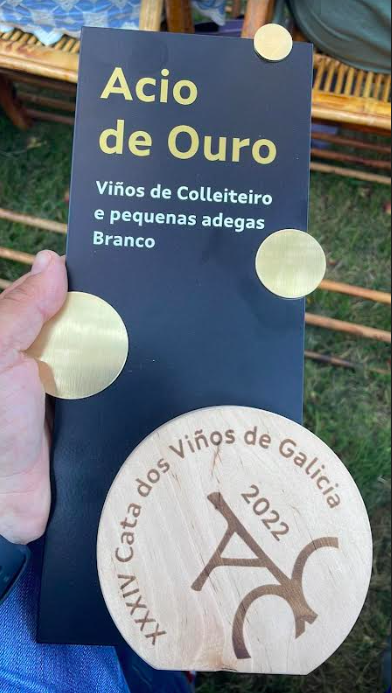 Acio
de Ouro
Viños de Colleiteiro
e pequenas adegas
Branco
XXXIV Cata dos Viños de Galicia
2022